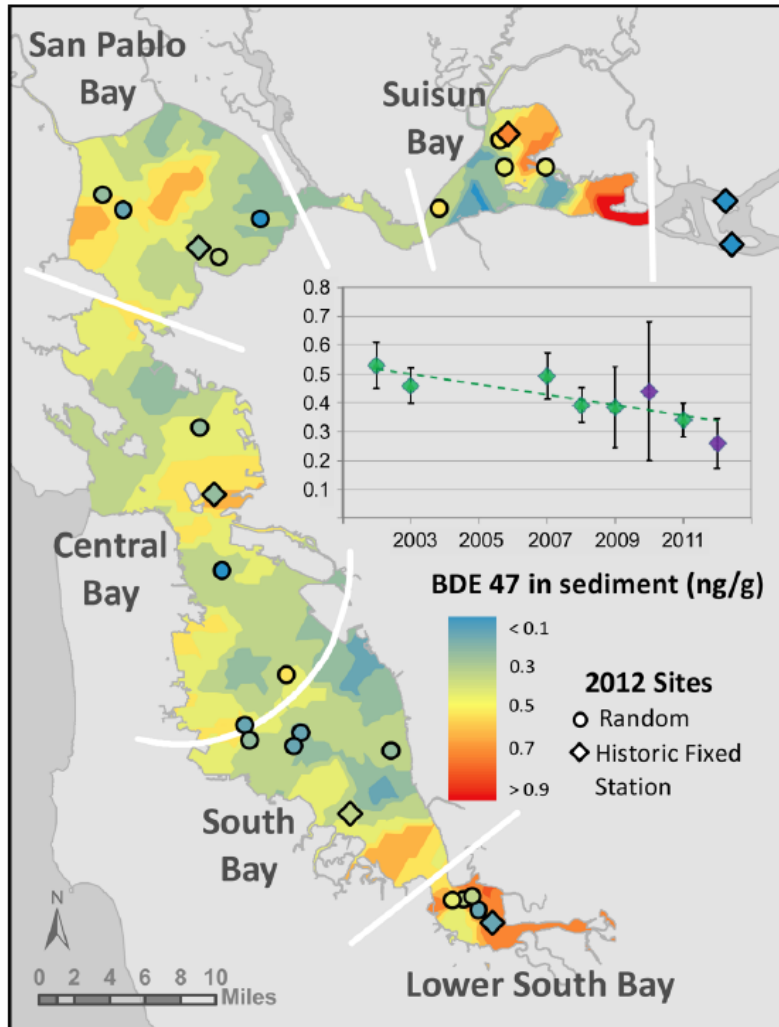 San Pablo
Bay
Suisun
Bay
0.8
0.7
0.6
0.5
0.4
0.3
0.2
0.1
2003 2005 2007 2009 2011
Central
Bay
BDE 47 in sediment (ng/g)
< 0.1
0.3
0.5
0.7
> 0.9
2012 Sites
Random
Historic Fixed
Station
South
Bay
N
0 2 4 6 8 10
Miles
Lower South Bay